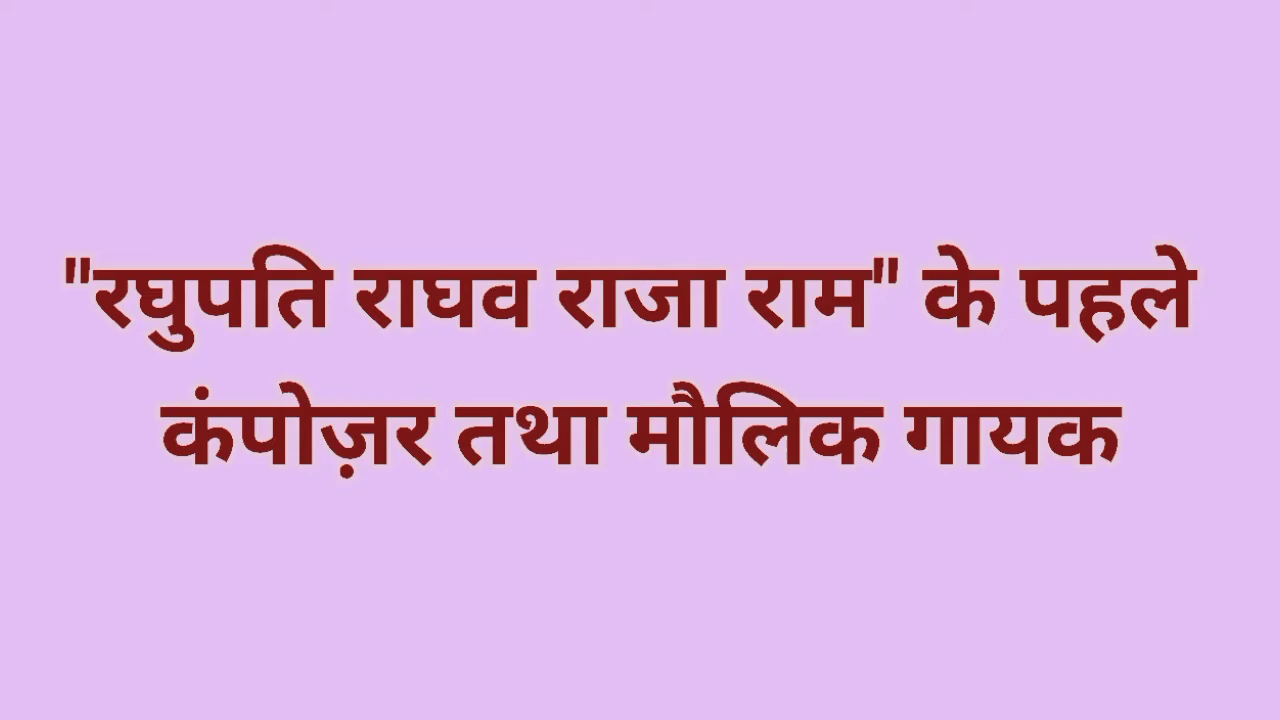 "रघुपति राघव राजा राम" के पहले
कंपोज़र तथा मौलिक गायक